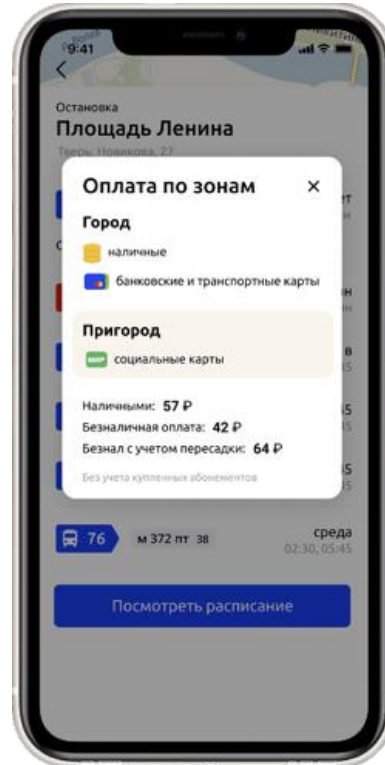 9:41
Остановка
Площадь Ленина
Тверь, Новикова, 27
Оплата по зонам ×
Город
наличные
банковские и транспортные карты
Пригород
МИР социальные карты
Наличными: 57 ₽
Безналичная оплата: 42 ₽
Безнал с учетом пересадки: 64 ₽
Без учета купленных абонементов
76 м 372 пт 38 среда
02:30, 05:45
Посмотреть расписание